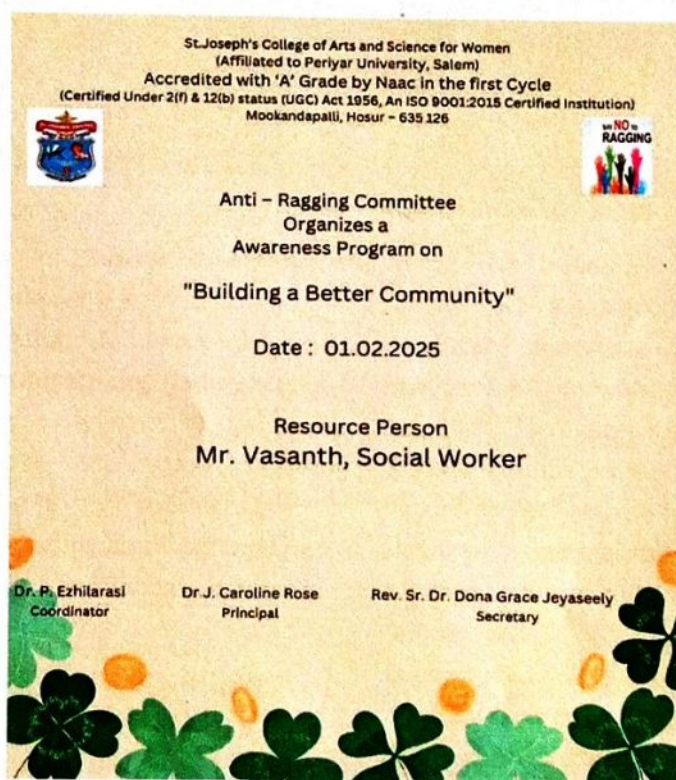 St.Joseph's College of Arts and Science for Women
(Affiliated to Periyar University, Salem)
Accredited with 'A' Grade by Naac in the first Cycle
(Certified Under 2(f) & 12(b) status (UGC) Act 1956, An ISO 9001:2015 Certified Institution)
Mookandapalli, Hosur – 635 126
SAY NO TO
RAGGING
Anti – Ragging Committee
Organizes a
Awareness Program on
"Building a Better Community"
Date : 01.02.2025
Resource Person
Mr. Vasanth, Social Worker
Dr. P. Ezhilarasi Dr.J. Caroline Rose Rev. Sr. Dr. Dona Grace Jeyaseely
Coordinator Principal Secretary